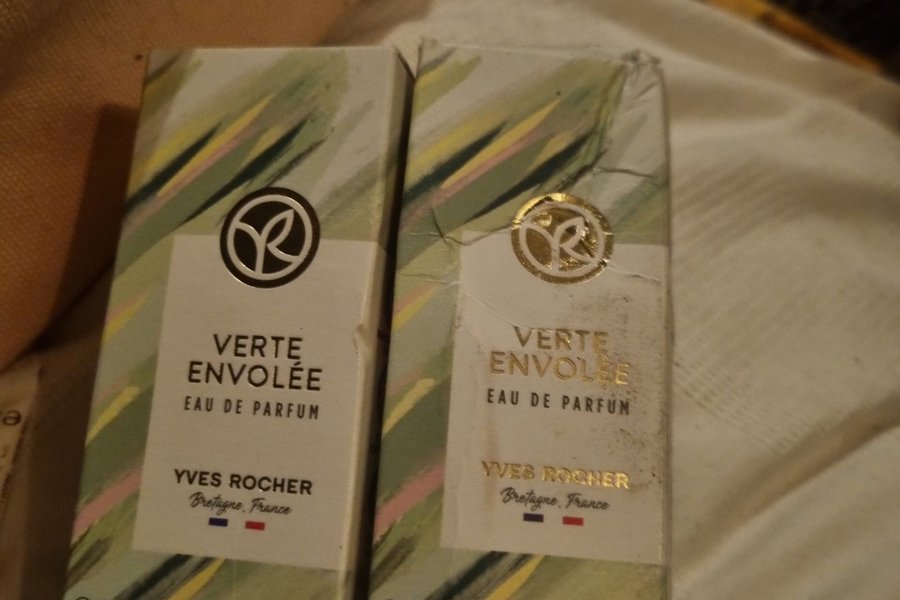 VERTE
ENVOLÉE
EAU DE PARFUM
YVES ROCHER
Bretagne, France
VERTE
ENVOLÉE
EAU DE PARFUM
YVES ROCHER
Bretagne, France